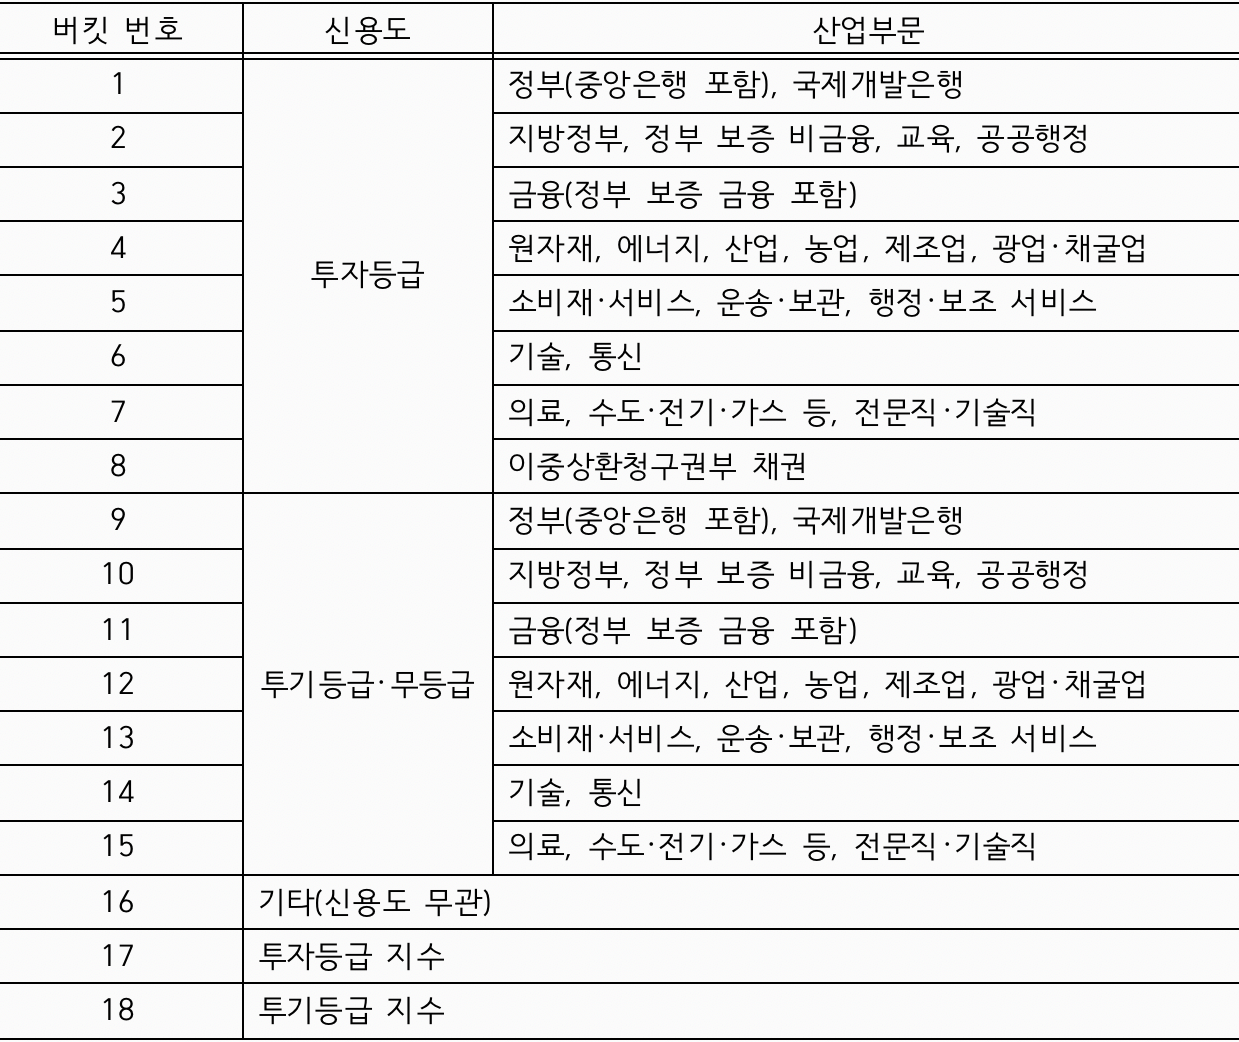 버킷 번호 신용도 산업부문
1 정부(중앙은행 포함), 국제개발은행
2 지방정부, 정부 보증 비금융, 교육, 공공행정
3 금융(정부 보증 금융 포함)
4 원자재, 에너지, 산업, 농업, 제조업, 광업·채굴업
투자등급
5 소비재·서비스, 운송·보관, 행정·보조 서비스
6 기술, 통신
7 의료, 수도·전기·가스 등, 전문직·기술직
8 이중상환청구권부 채권
9 정부(중앙은행 포함), 국제개발은행
10 지방정부, 정부 보증 비금융, 교육, 공공행정
11 금융(정부 보증 금융 포함)
12 투기등급·무등급 원자재, 에너지, 산업, 농업, 제조업, 광업·채굴업
13 소비재·서비스, 운송·보관, 행정·보조 서비스
14 기술, 통신
15 의료, 수도·전기·가스 등, 전문직·기술직
16 기타(신용도 무관)
17 투자등급 지수
18 투기등급 지수